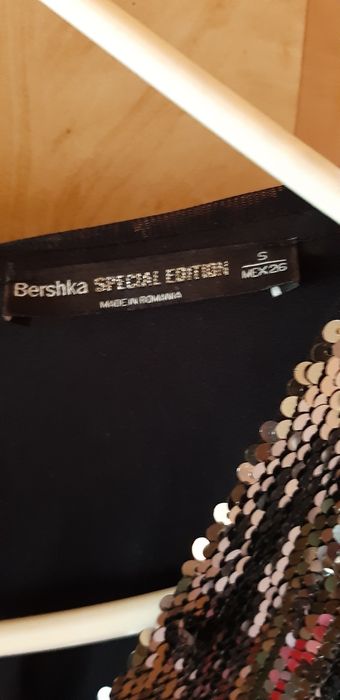 Bershka SPECIAL EDITION
MADE IN ROMANIA
S
MEX 26